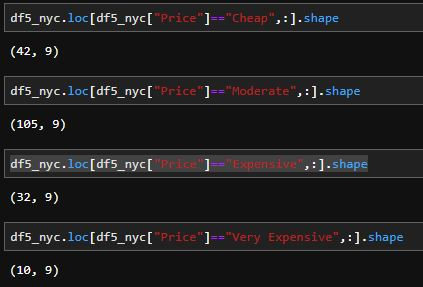 df5_nyc.loc[df5_nyc["Price"]=="Cheap",:].shape
(42, 9)
df5_nyc.loc[df5_nyc["Price"]=="Moderate",:].shape
(105, 9)
df5_nyc.loc[df5_nyc["Price"]=="Expensive",:].shape
(32, 9)
df5_nyc.loc[df5_nyc["Price"]=="Very Expensive",:].shape
(10, 9)